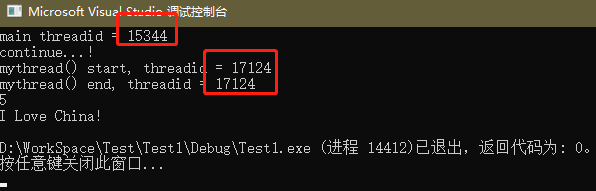 Microsoft Visual Studio 调试控制台
main threadid = 15344
continue...!
mythread() start, threadid = 17124
mythread() end, threadid = 17124
5
I Love China!
D:\WorkSpace\Test\Test1\Debug\Test1.exe (进程 14412)已退出，返回代码为: 0。
按任意键关闭此窗口...